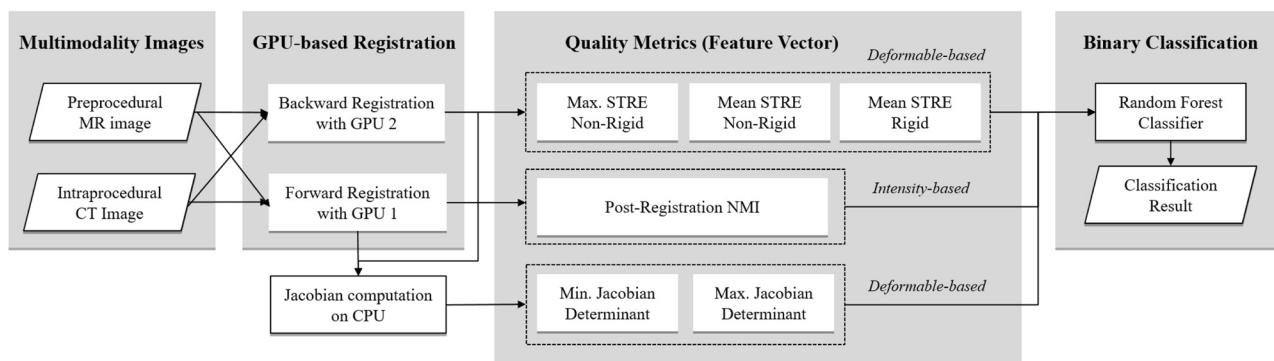 Multimodality Images
Preprocedural
MR image
Intraprocedural
CT Image
GPU-based Registration
Backward Registration
with GPU 2
Forward Registration
with GPU 1
Jacobian computation
on CPU
Quality Metrics (Feature Vector)
Deformable-based
Max. STRE
Non-Rigid
Mean STRE
Non-Rigid
Mean STRE
Rigid
Intensity-based
Post-Registration NMI
Deformable-based
Min. Jacobian
Determinant
Max. Jacobian
Determinant
Binary Classification
Random Forest
Classifier
Classification
Result